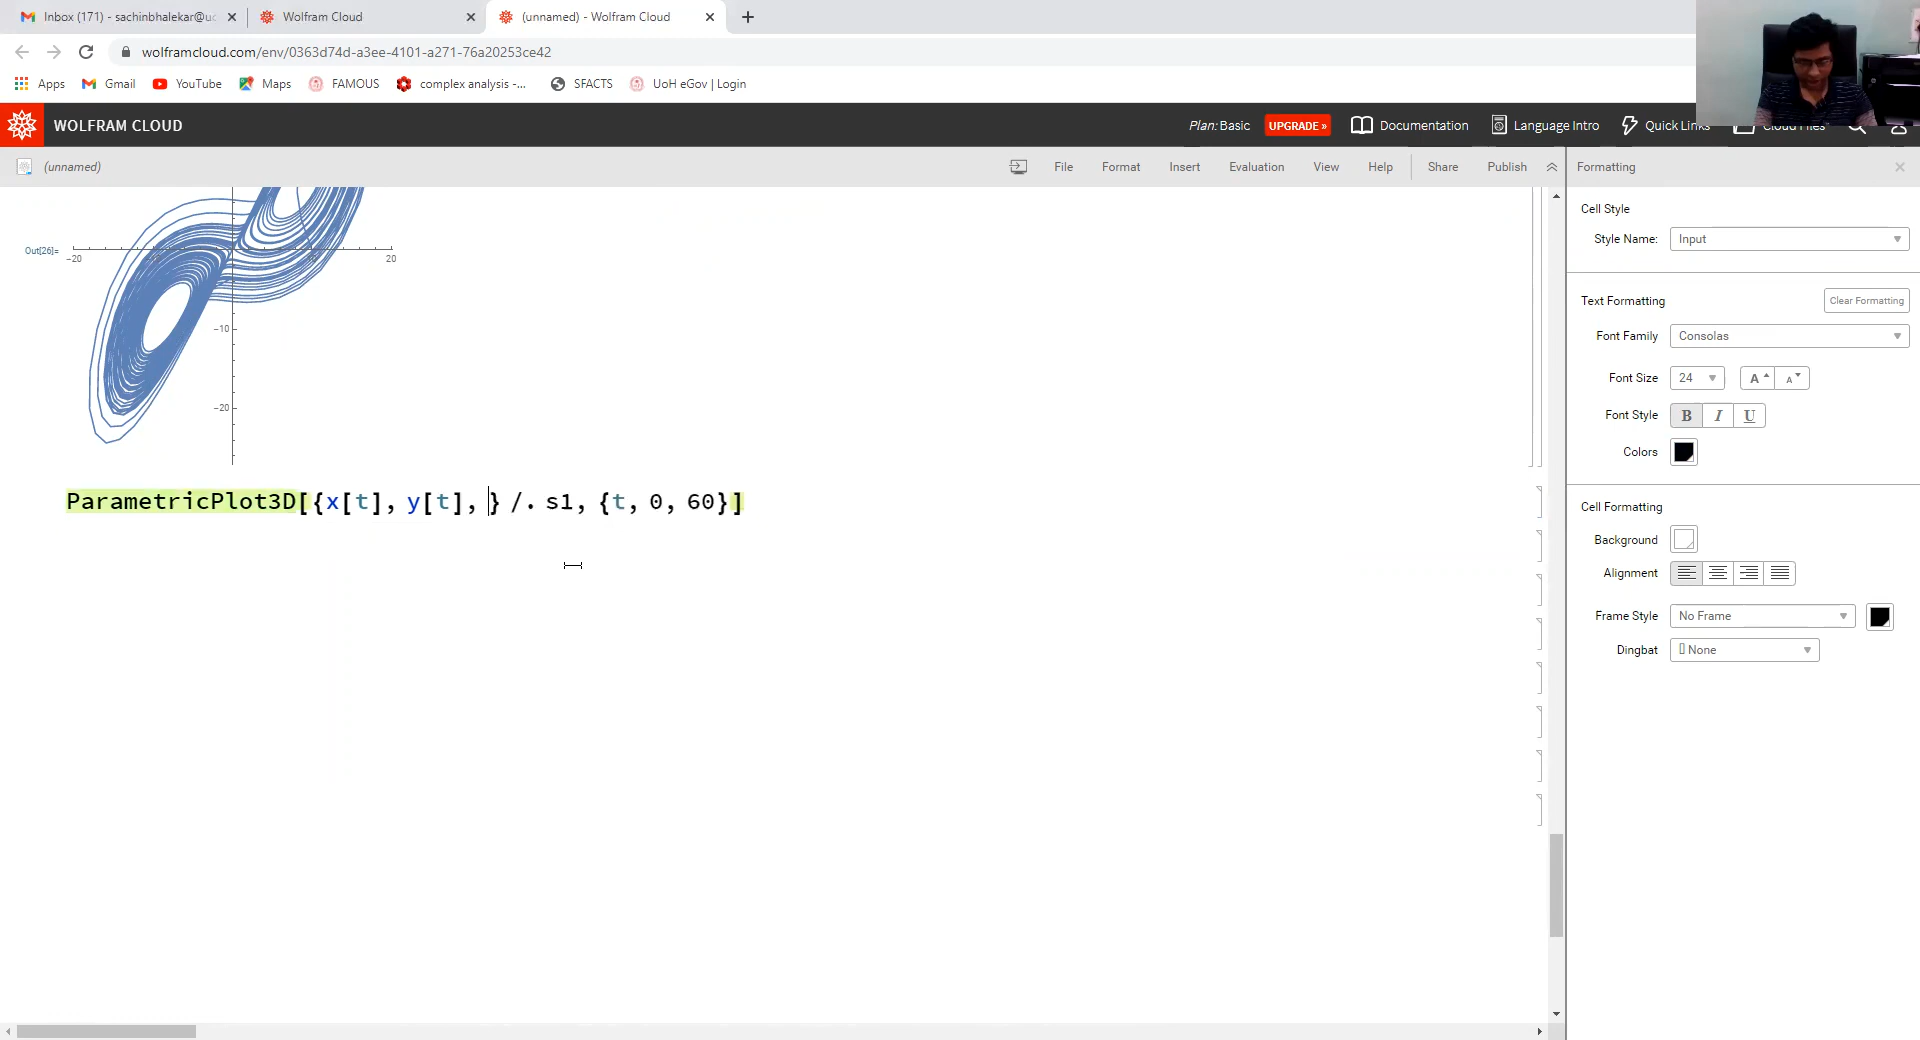 Inbox (171) - sachinbhalekar@uo
Wolfram Cloud
(unnamed) - Wolfram Cloud
wolframcloud.com/env/0363d74d-a3ee-4101-a271-76a20253ce42
Apps Gmail YouTube Maps FAMOUS complex analysis -... SFACTS UoH eGov | Login
WOLFRAM CLOUD
Plan: Basic UPGRADE » Documentation Language Intro Quick Links Cloud Files
(unnamed)
File Format Insert Evaluation View Help Share Publish
Formatting
Out[26]=
-20
20
-10
-20
ParametricPlot3D[{x[t], y[t], } /. s1, {t, 0, 60}]
Cell Style
Style Name: Input
Text Formatting Clear Formatting
Font Family Consolas
Font Size 24 A A
Font Style B I U
Colors
Cell Formatting
Background
Alignment
Frame Style No Frame
Dingbat None